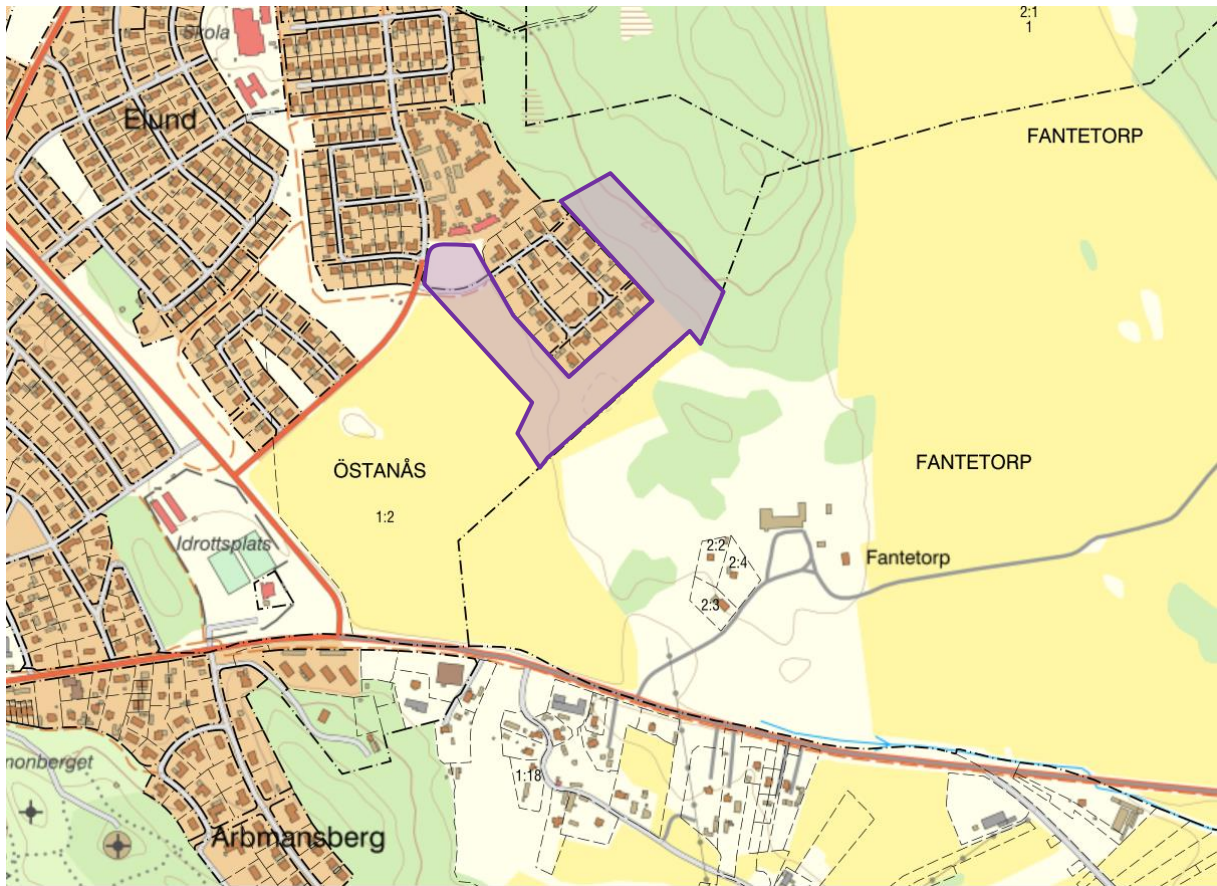 Skola
2:1
1
Elund
FANTETORP
ÖSTANÅS
FANTETORP
1:2
Idrottsplats
2:2
2:4
Fantetorp
2:3
nonberget
1:18
Arbmansberg